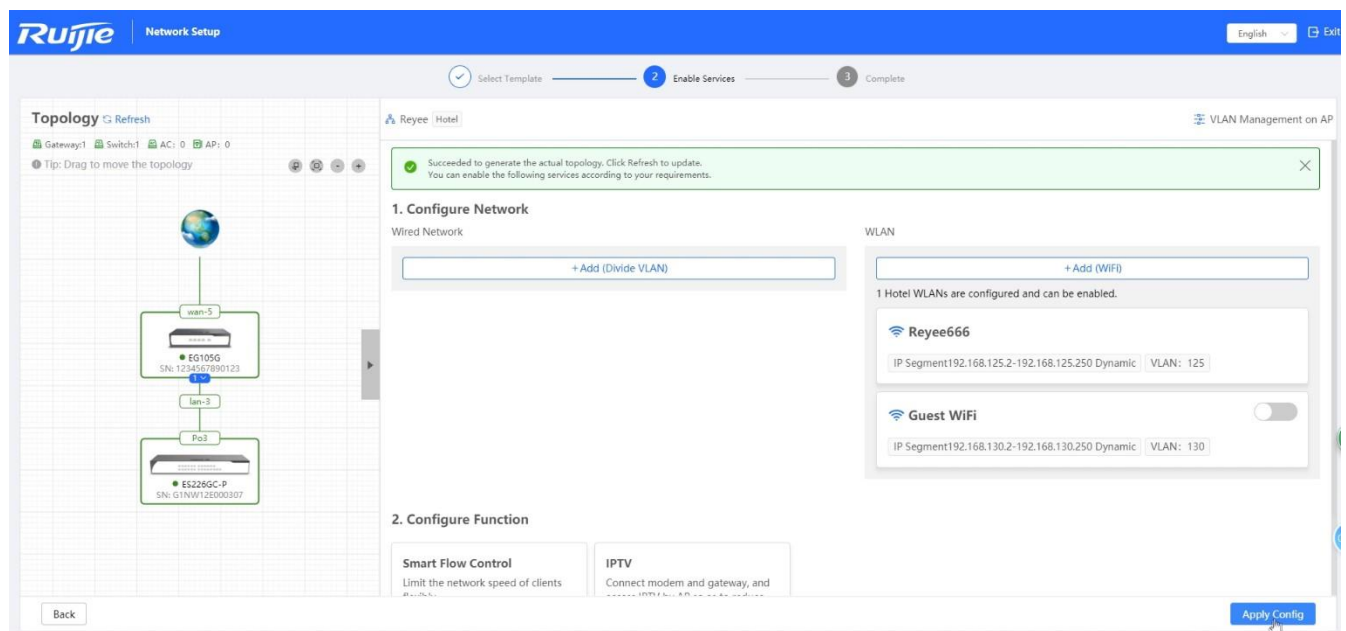 Ruijie
Network Setup
English
Exit
Select Template
2
Enable Services
3
Complete
Topology
Refresh
Gateway:1 Switch:1 AC: 0 AP: 0
Tip: Drag to move the topology
wan-5
EG105G
SN: 1234567890123
1
lan-3
Po3
ES226GC-P
SN: G1NW12E000307
Reyee Hotel
VLAN Management on AP
Succeeded to generate the actual topology. Click Refresh to update.
You can enable the following services according to your requirements.
1. Configure Network
Wired Network
+Add (Divide VLAN)
WLAN
+Add (WiFi)
1 Hotel WLANs are configured and can be enabled.
Reyee666
IP Segment192.168.125.2-192.168.125.250 Dynamic VLAN: 125
Guest WiFi
IP Segment192.168.130.2-192.168.130.250 Dynamic VLAN: 130
2. Configure Function
Smart Flow Control
Limit the network speed of clients
IPTV
Connect modem and gateway, and
Back
Apply Config